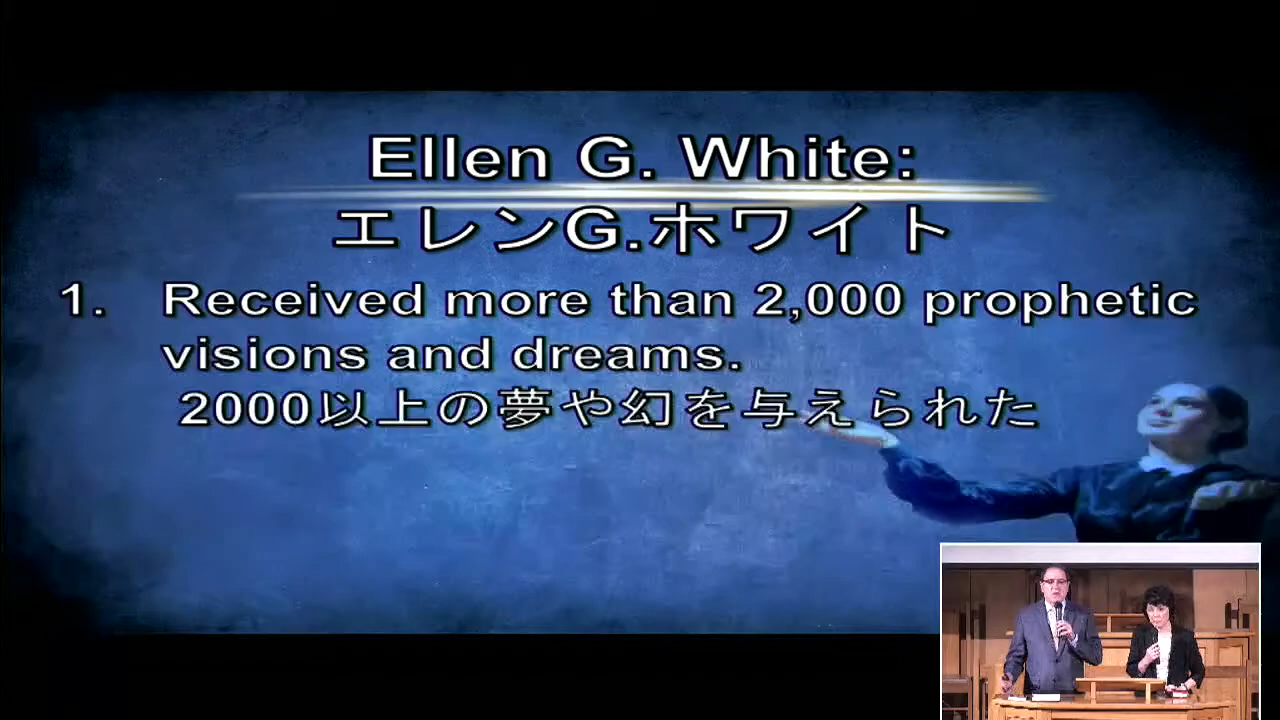 Ellen G. White:
エレンG.ホワイト
1. Received more than 2,000 prophetic
visions and dreams.
2000以上の夢や幻を与えられた